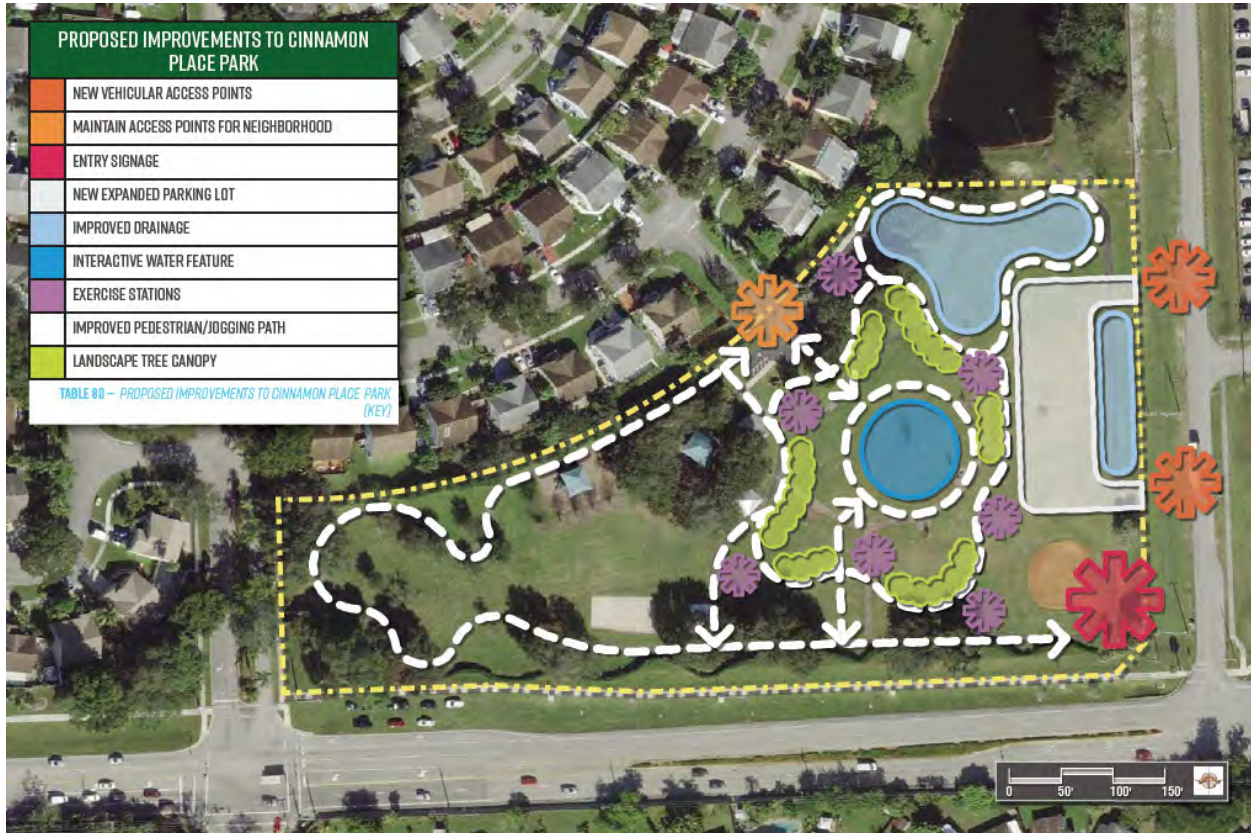 PROPOSED IMPROVEMENTS TO CINNAMON
PLACE PARK
NEW VEHICULAR ACCESS POINTS
MAINTAIN ACCESS POINTS FOR NEIGHBORHOOD
ENTRY SIGNAGE
NEW EXPANDED PARKING LOT
IMPROVED DRAINAGE
INTERACTIVE WATER FEATURE
EXERCISE STATIONS
IMPROVED PEDESTRIAN/JOGGING PATH
LANDSCAPE TREE CANOPY
TABLE 80 – PROPOSED IMPROVEMENTS TO CINNAMON PLACE PARK
(KEY)
0 50' 100' 150'